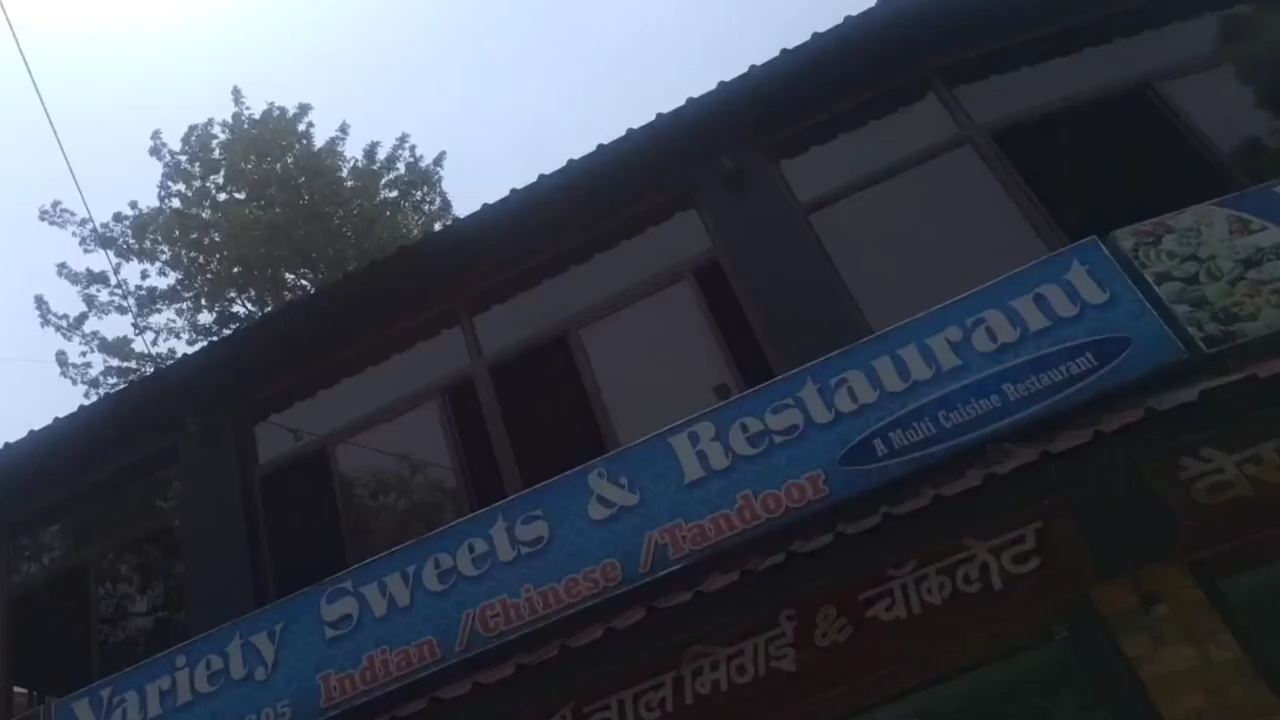 Variety Sweets & Restaurant
A Multi Cuisine Restaurant
Indian /Chinese /Tandoor
मिठाई & चॉकलेट